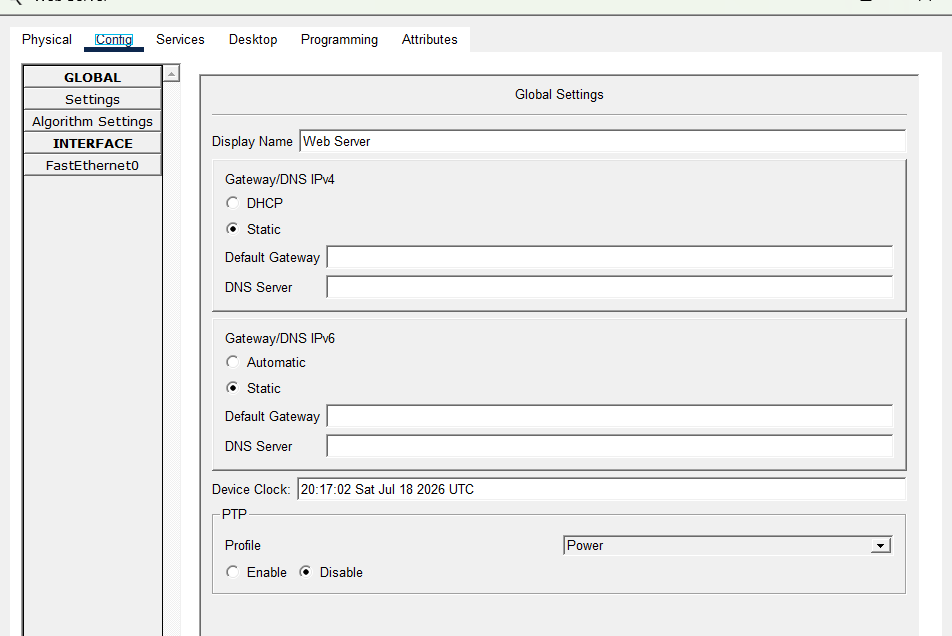 Web Server
Physical Config Services Desktop Programming Attributes
GLOBAL
Settings
Algorithm Settings
INTERFACE
FastEthernet0
Global Settings
Display Name Web Server
Gateway/DNS IPv4
DHCP
Static
Default Gateway
DNS Server
Gateway/DNS IPv6
Automatic
Static
Default Gateway
DNS Server
Device Clock: 20:17:02 Sat Jul 18 2026 UTC
PTP
Profile Power
Enable Disable